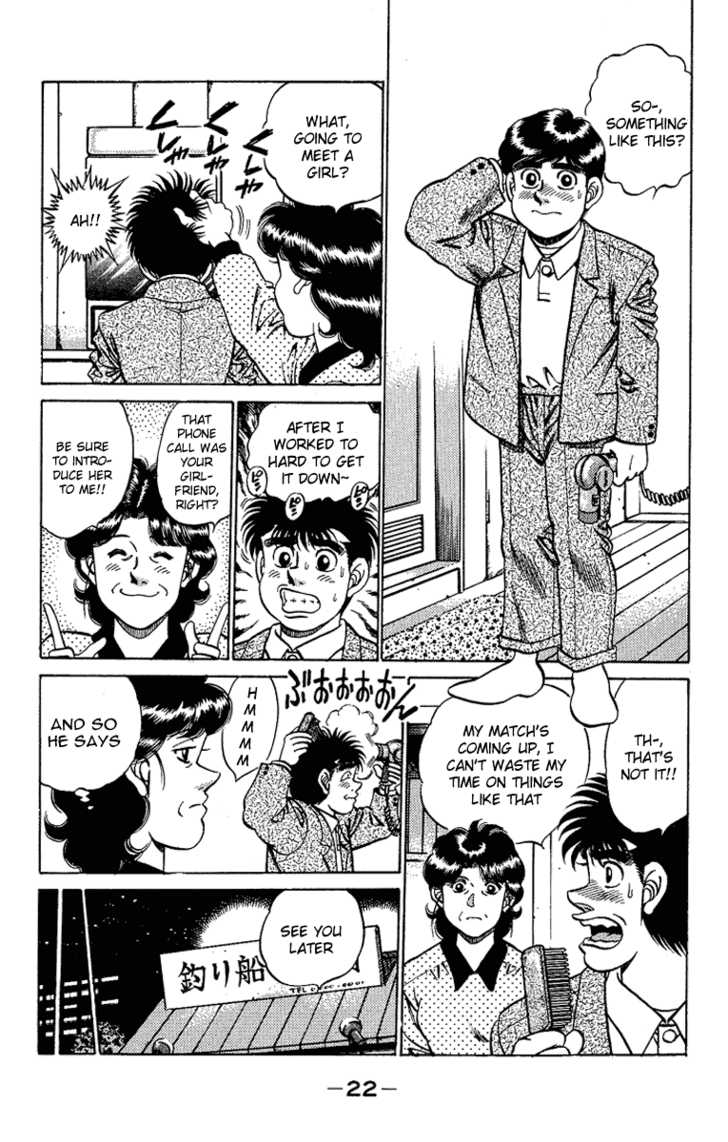 SO-,
SOMETHING
LIKE THIS?
WHAT,
GOING TO
MEET A
GIRL?
くしゃ
くしゃ
くしゃ
AH!!
AFTER I
WORKED TO
HARD TO GET
IT DOWN~
THAT
PHONE
CALL WAS
YOUR
GIRL-
FRIEND,
RIGHT?
BE SURE
TO INTRO-
DUCE HER
TO ME!!
TH-,
THAT'S
NOT IT!!
MY MATCH'S
COMING UP, I
CAN'T WASTE MY
TIME ON THINGS
LIKE THAT
ぶおおおおん
HMMMM
AND SO
HE SAYS
SEE YOU
LATER
釣り船
-22-